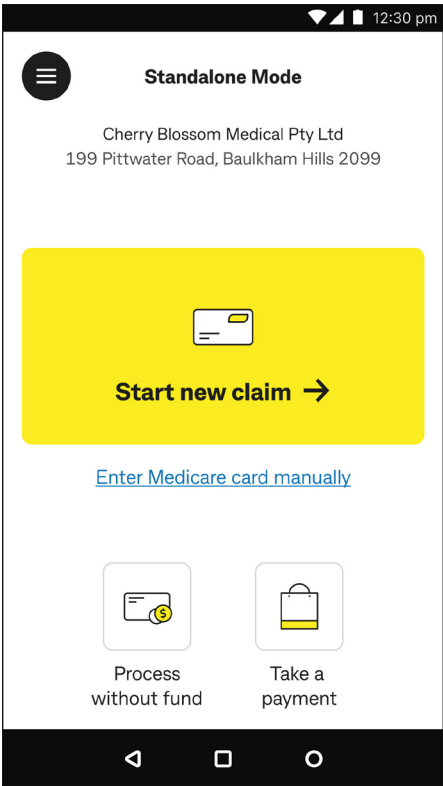 12:30 pm
Standalone Mode
Cherry Blossom Medical Pty Ltd
199 Pittwater Road, Baulkham Hills 2099
Start new claim →
Enter Medicare card manually
$
Process
without fund
Take a
payment